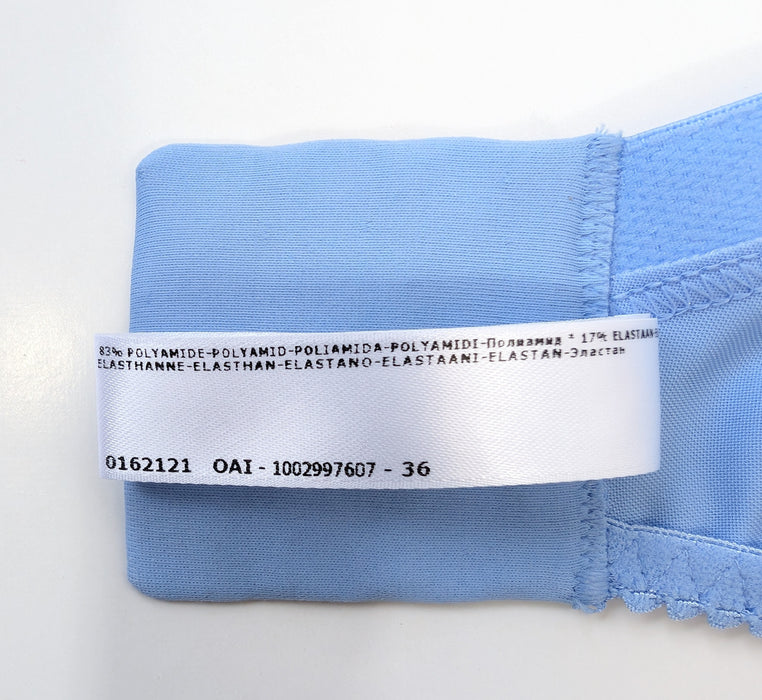 83% POLYAMIDE-POLYAMID-POLIAMIDA-POLYAMIDI-Полиамид * 17% ELASTAAN-
ELASTHANNE-ELASTHAN-ELASTANO-ELASTAANI-ELASTAN-Эластан
0162121 OAI - 1002997607 - 36